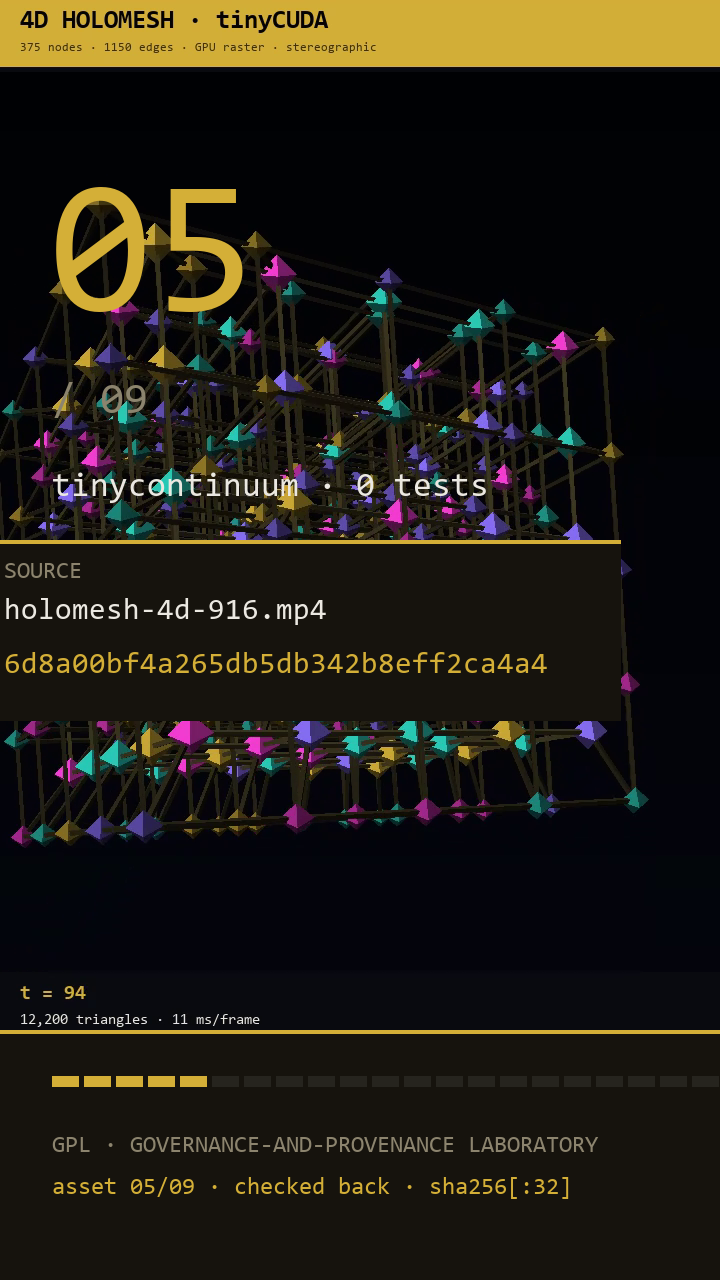 4D HOLOMESH · tinyCUDA
375 nodes · 1150 edges · GPU raster · stereographic
05
/ 09
tinycontinuum · 0 tests
SOURCE
holomesh-4d-916.mp4
6d8a00bf4a265db5db342b8eff2ca4a4
t = 94
12,200 triangles · 11 ms/frame
GPL · GOVERNANCE-AND-PROVENANCE LABORATORY
asset 05/09 · checked back · sha256[:32]